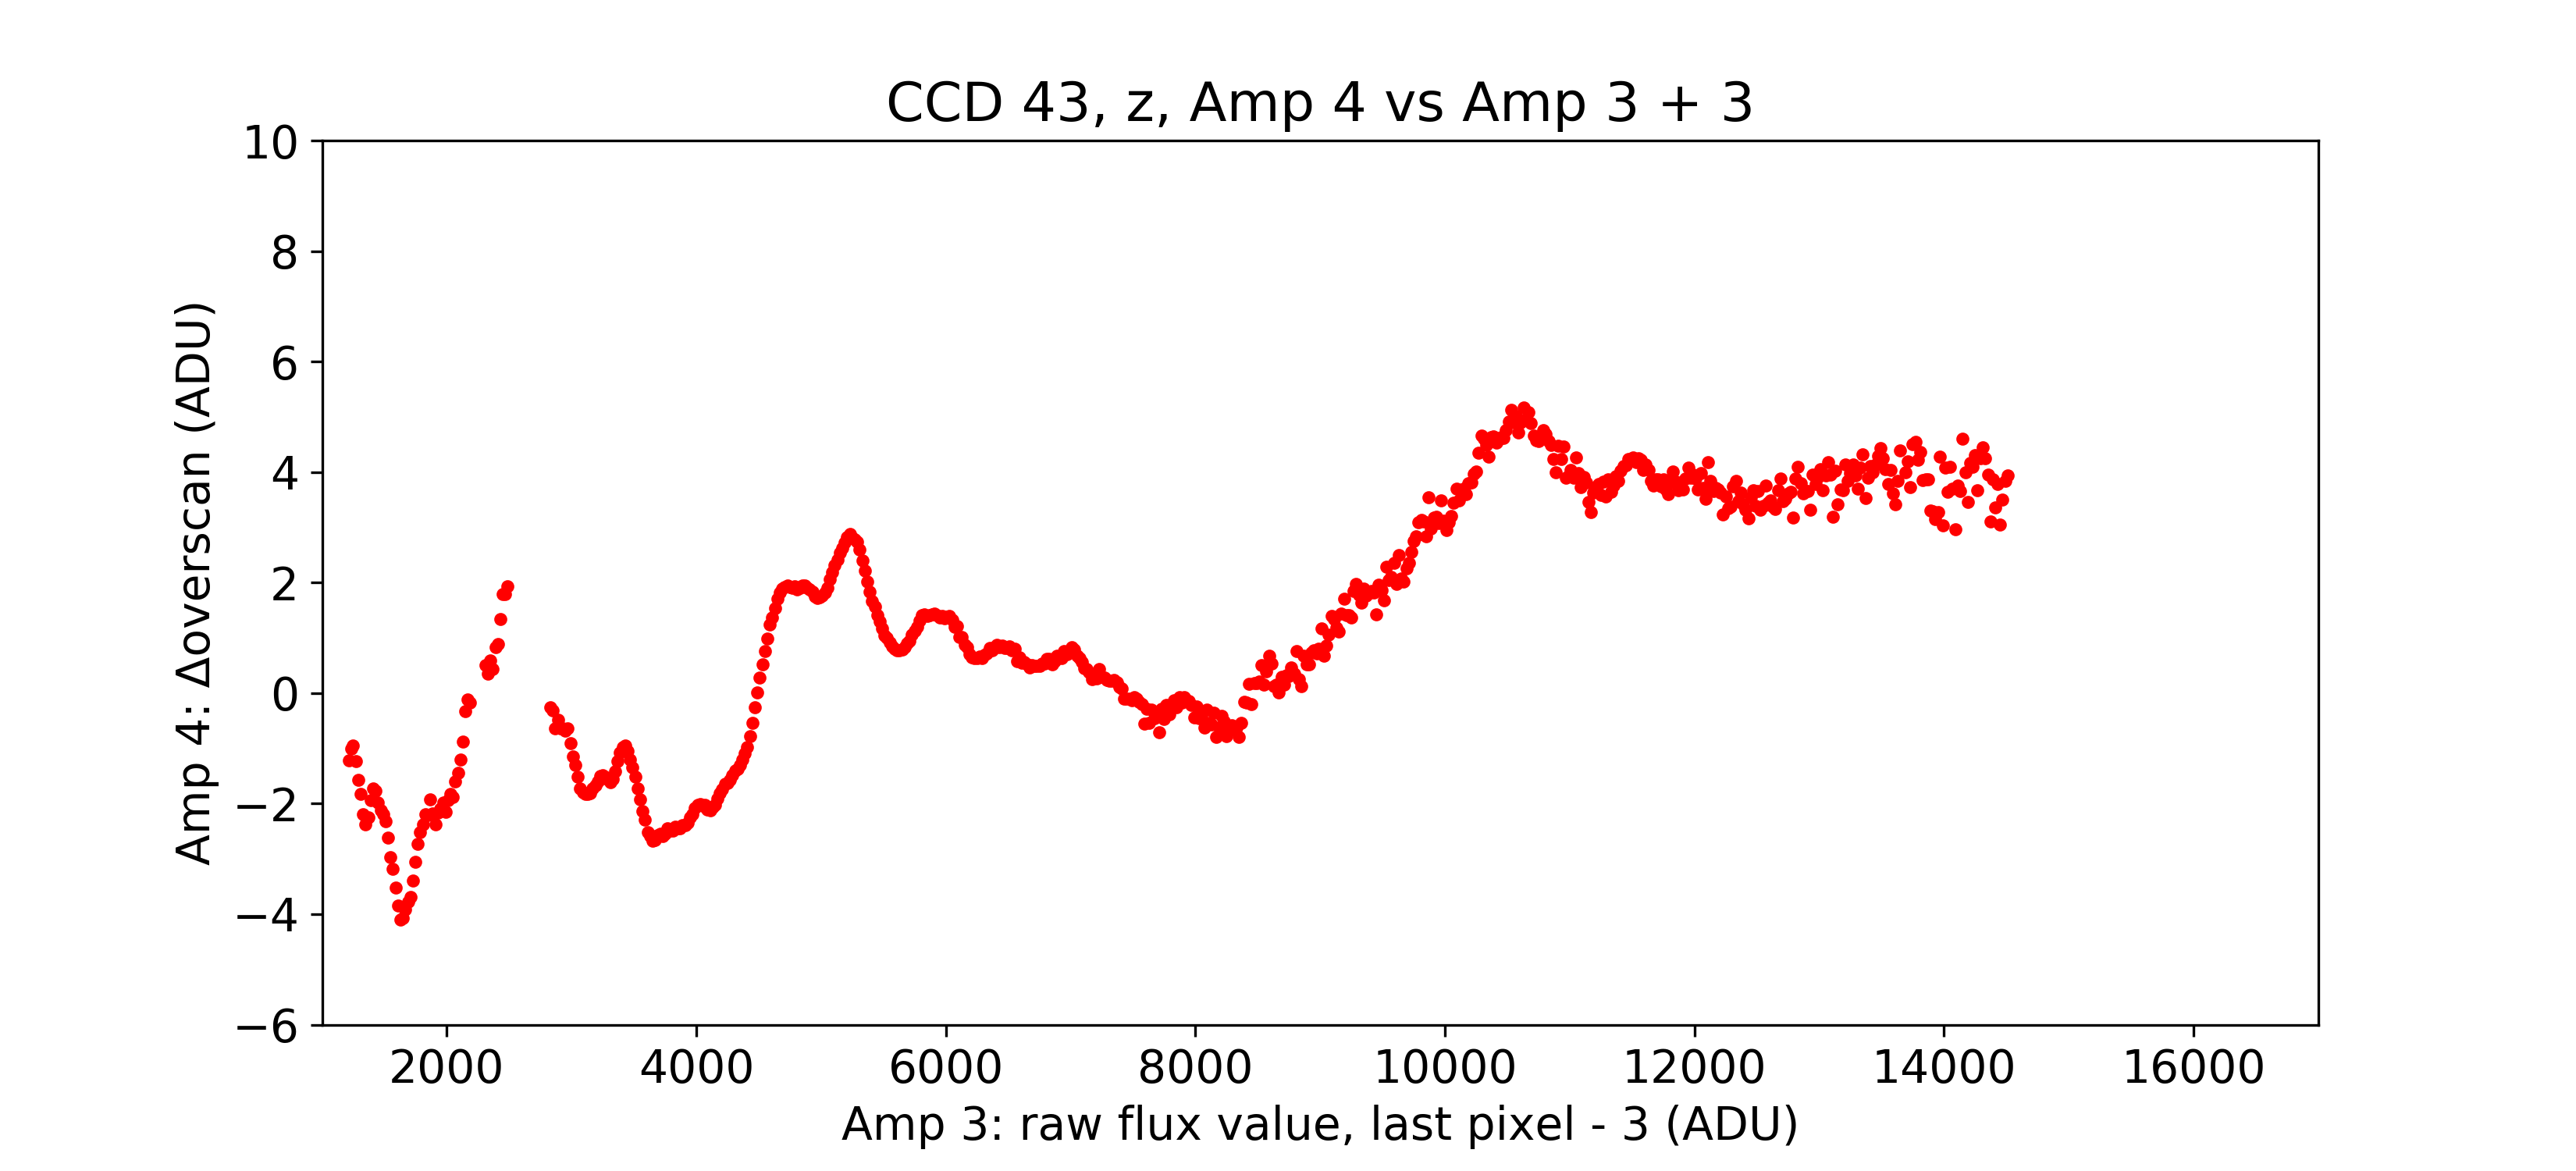 CCD 43, z, Amp 4 vs Amp 3 + 3
10
8
6
4
2
0
−2
−4
−6
Amp 4: Δoverscan (ADU)
2000 4000 6000 8000 10000 12000 14000 16000
Amp 3: raw flux value, last pixel - 3 (ADU)